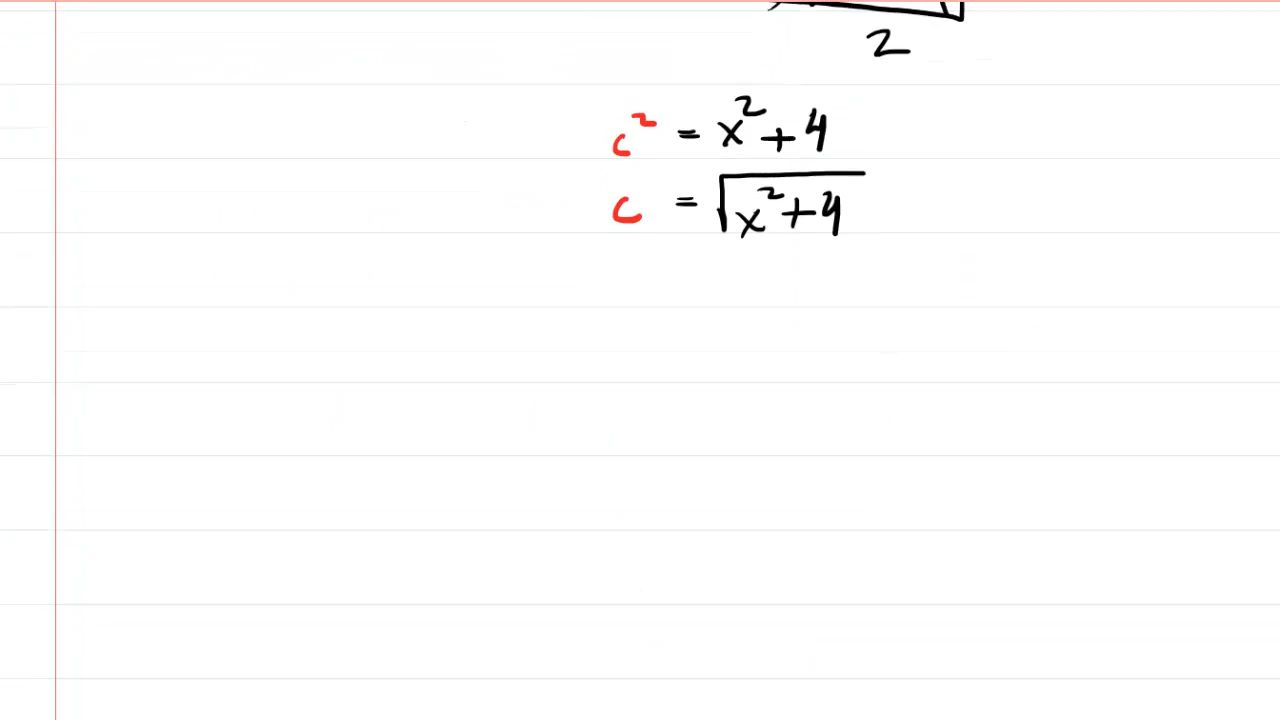 2
c² = x² + 4
c = √(x² + 4)